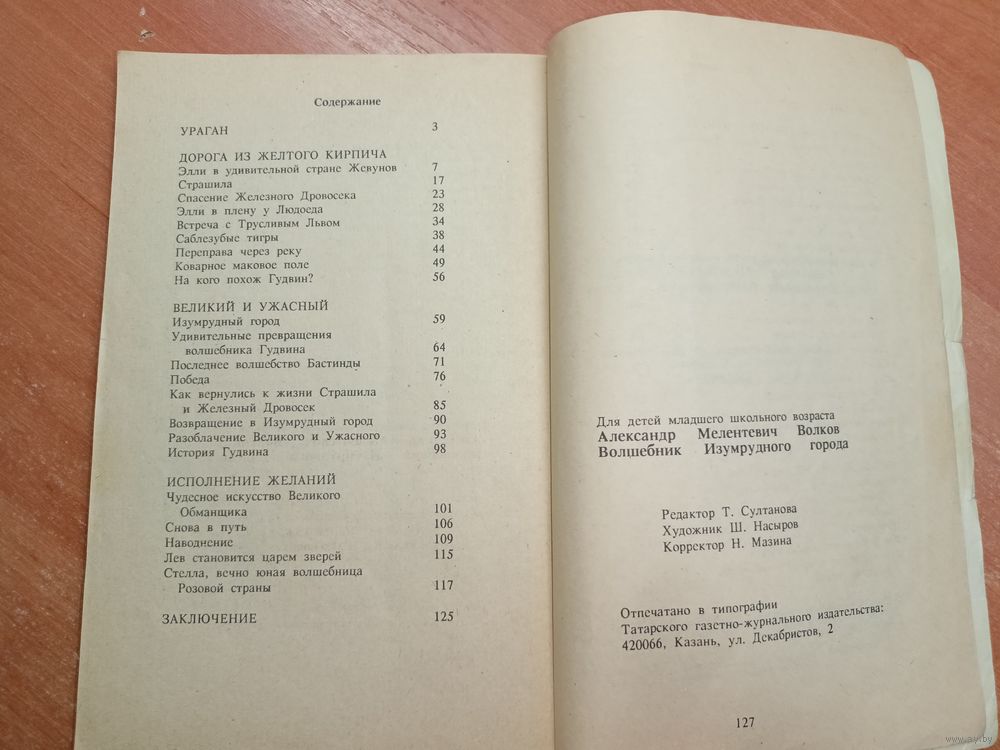 Содержание
УРАГАН 3
ДОРОГА ИЗ ЖЕЛТОГО КИРПИЧА
Элли в удивительной стране Жевунов 7
Страшила 17
Спасение Железного Дровосека 23
Элли в плену у Людоеда 28
Встреча с Трусливым Львом 34
Саблезубые тигры 38
Переправа через реку 44
Коварное маковое поле 49
На кого похож Гудвин? 56
ВЕЛИКИЙ И УЖАСНЫЙ
Изумрудный город 59
Удивительные превращения
волшебника Гудвина 64
Последнее волшебство Бастинды 71
Победа 76
Как вернулись к жизни Страшила
и Железный Дровосек 85
Возвращение в Изумрудный город 90
Разоблачение Великого и Ужасного 93
История Гудвина 98
ИСПОЛНЕНИЕ ЖЕЛАНИЙ
Чудесное искусство Великого
Обманщика 101
Снова в путь 106
Наводнение 109
Лев становится царем зверей 115
Стелла, вечно юная волшебница
Розовой страны 117
ЗАКЛЮЧЕНИЕ 125
Для детей младшего школьного возраста
Александр Мелентевич Волков
Волшебник Изумрудного города
Редактор Т. Султанова
Художник Ш. Насыров
Корректор Н. Мазина
Отпечатано в типографии
Татарского газетно-журнального издательства:
420066, Казань, ул. Декабристов, 2
127
www.ay.by